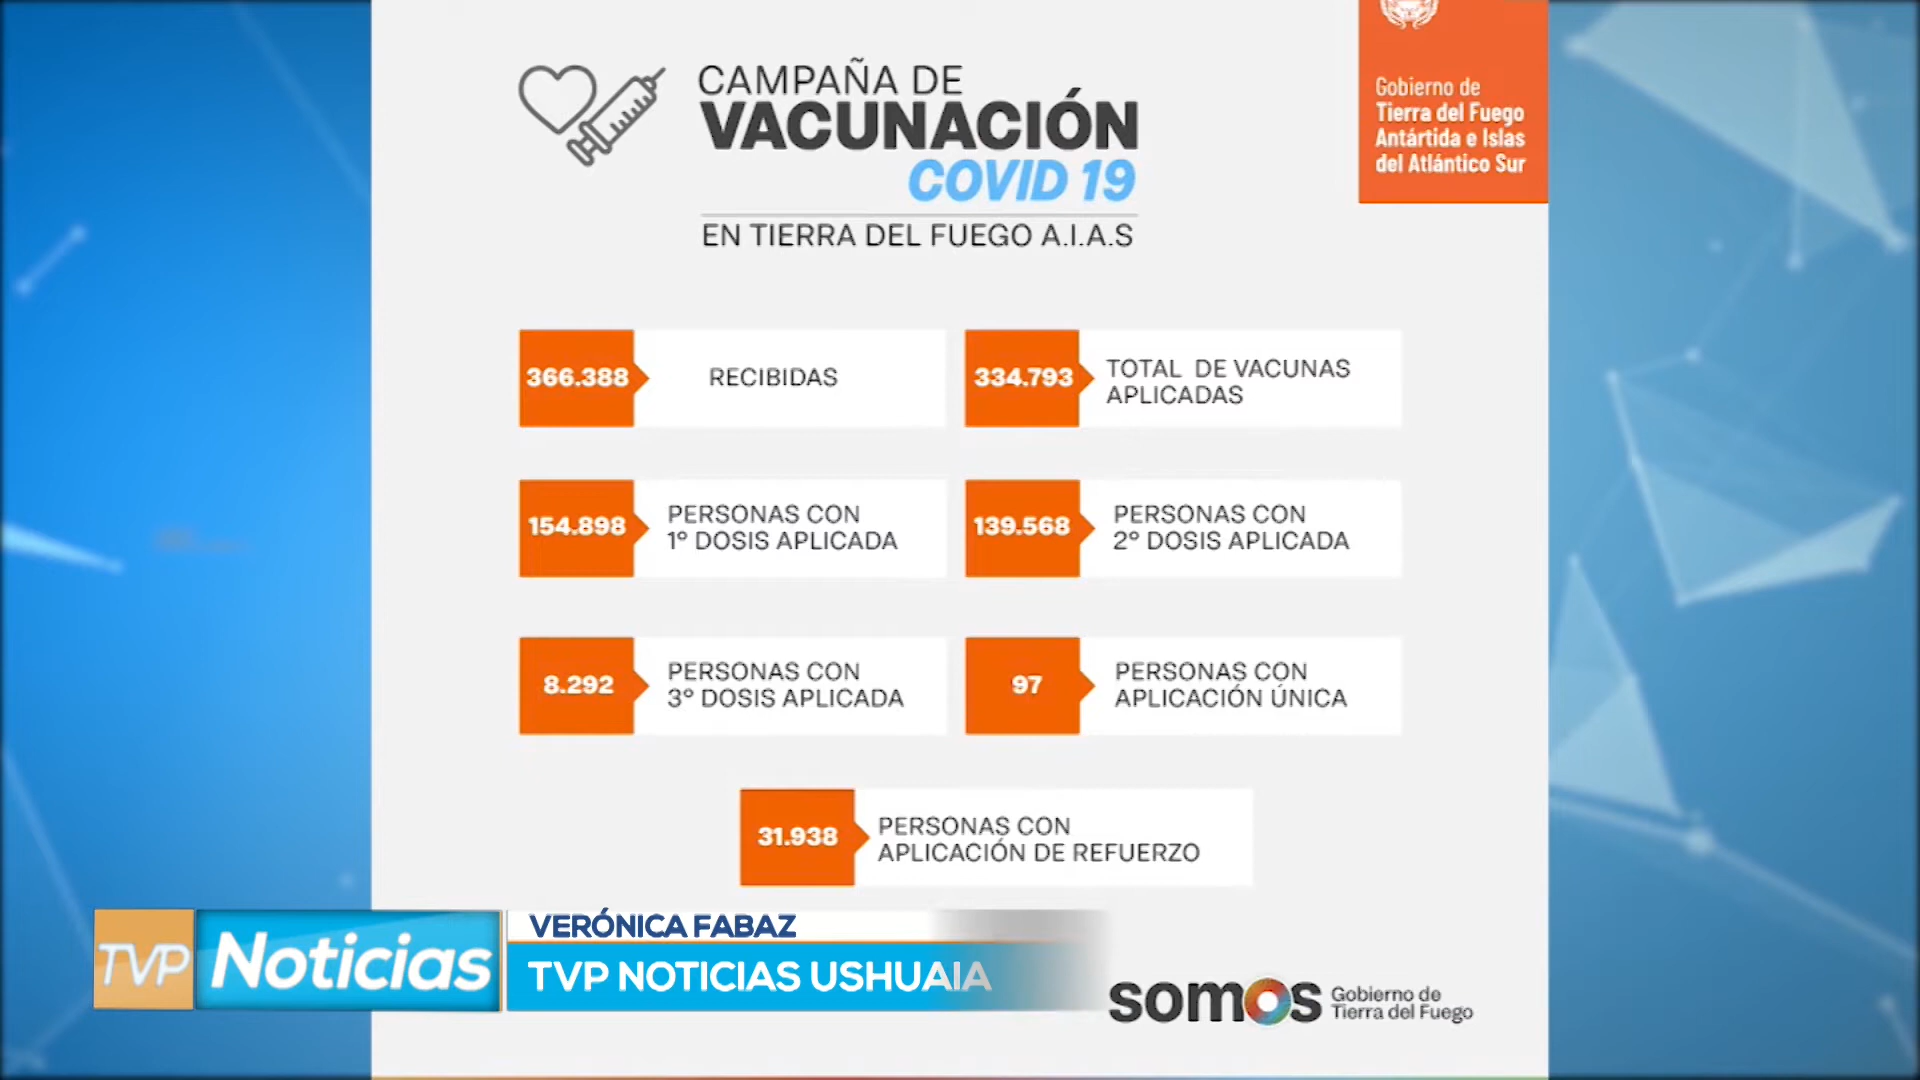 CAMPAÑA DE
VACUNACIÓN
COVID 19
EN TIERRA DEL FUEGO A.I.A.S
Gobierno de
Tierra del Fuego
Antártida e Islas
del Atlántico Sur
366.388
RECIBIDAS
334.793
TOTAL DE VACUNAS
APLICADAS
154.898
PERSONAS CON
1° DOSIS APLICADA
139.568
PERSONAS CON
2° DOSIS APLICADA
8.292
PERSONAS CON
3° DOSIS APLICADA
97
PERSONAS CON
APLICACIÓN ÚNICA
31.938
PERSONAS CON
APLICACIÓN DE REFUERZO
TVP Noticias
VERÓNICA FABAZ
TVP NOTICIAS USHUAIA
somos
Gobierno de
Tierra del Fuego